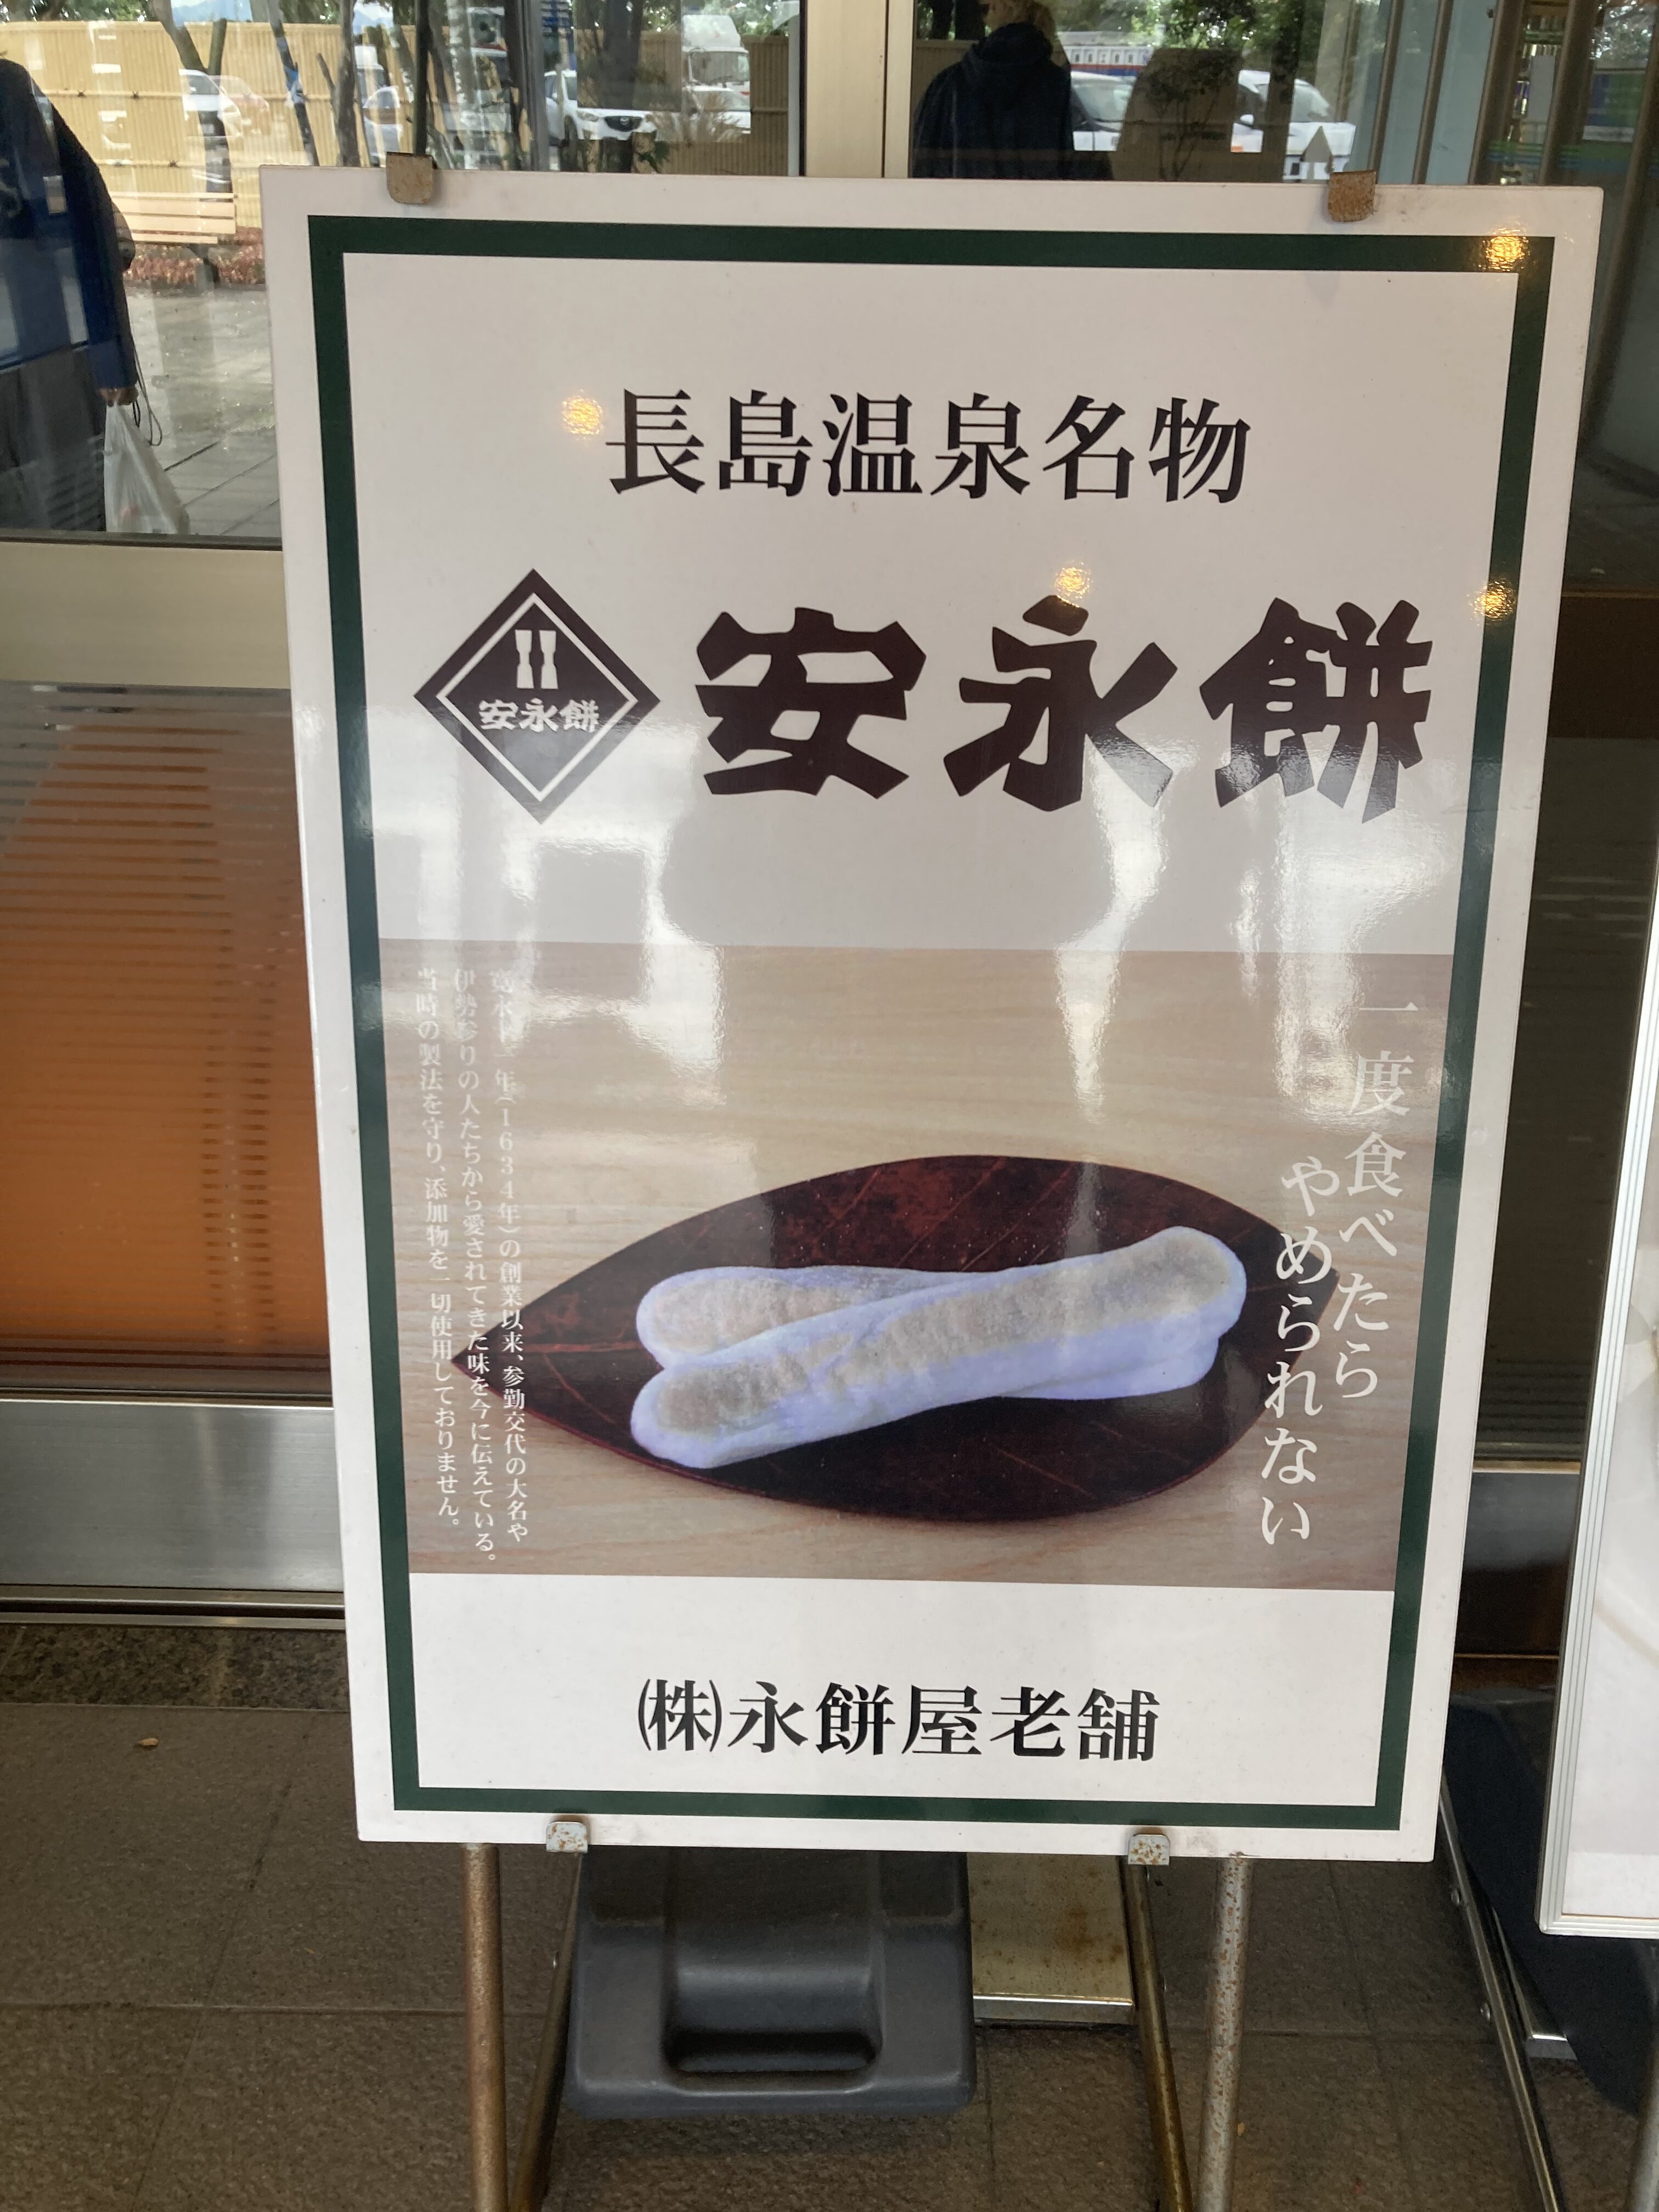 長島温泉名物
安永餅
安永餅
一度食べたら
やめられない
寛永十一年(1634年)の創業以来、参勤交代の大名や
伊勢参りの人たちから愛されてきた味を今に伝えている。
当時の製法を守り、添加物を一切使用しておりません。
㈱永餅屋老舗